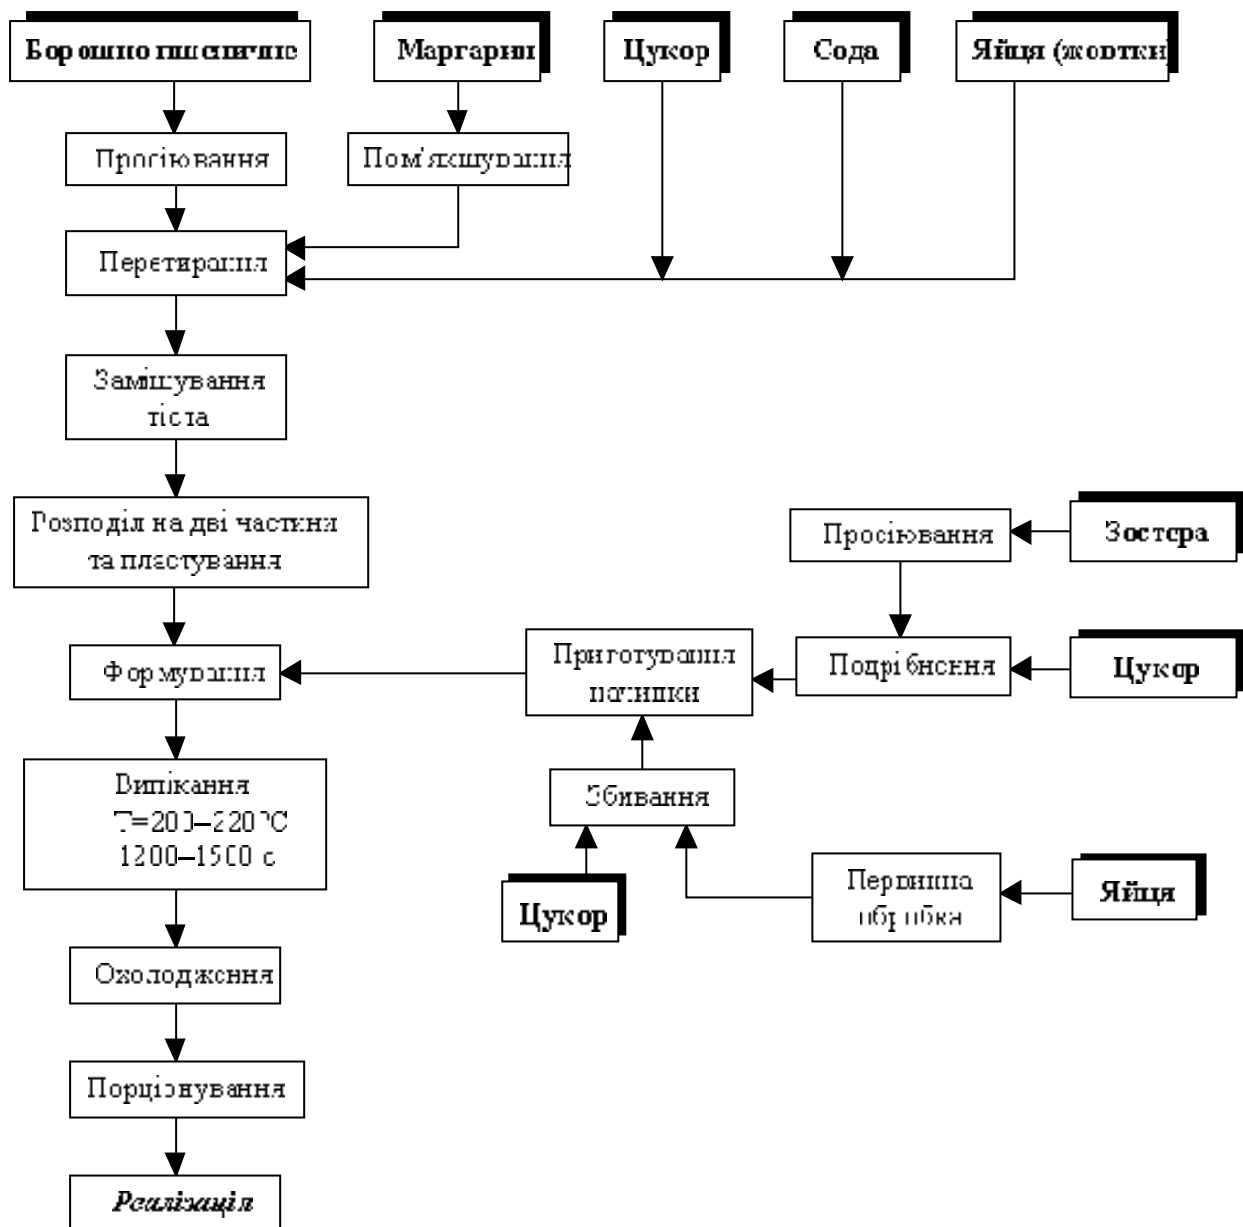 Борошно пшеничне
Маргарин
Цукор
Сода
Яйця (жовтки)
Просіювання
Пом'якшування
Перетирання
Замішування
тіста
Розподіл на дві частини
та пластування
Просіювання
Зостера
Формування
Приготування
начинки
Подрібнення
Цукор
Випікання
Т=200–220°С
1200–1500 с
Збивання
Цукор
Первинна
обробка
Яйця
Охолодження
Порціонування
Реалізація